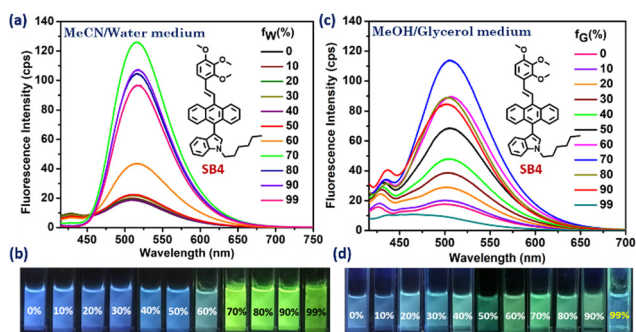 (a)
MeCN/Water medium
fW(%)
0
10
20
30
40
50
60
70
80
90
99
SB4
O
O
O
N
Fluorescence Intensity (cps)
140
120
100
80
60
40
20
0
450 500 550 600 650 700 750
Wavelength (nm)
(c)
MeOH/Glycerol medium
fG(%)
0
10
20
30
40
50
60
70
80
90
99
SB4
O
O
O
N
Fluorescence Intensity (cps)
140
120
100
80
60
40
20
0
450 500 550 600 650 700
Wavelength (nm)
(b)
0% 10% 20% 30% 40% 50% 60% 70% 80% 90% 99%
(d)
0% 10% 20% 30% 40% 50% 60% 70% 80% 90% 99%